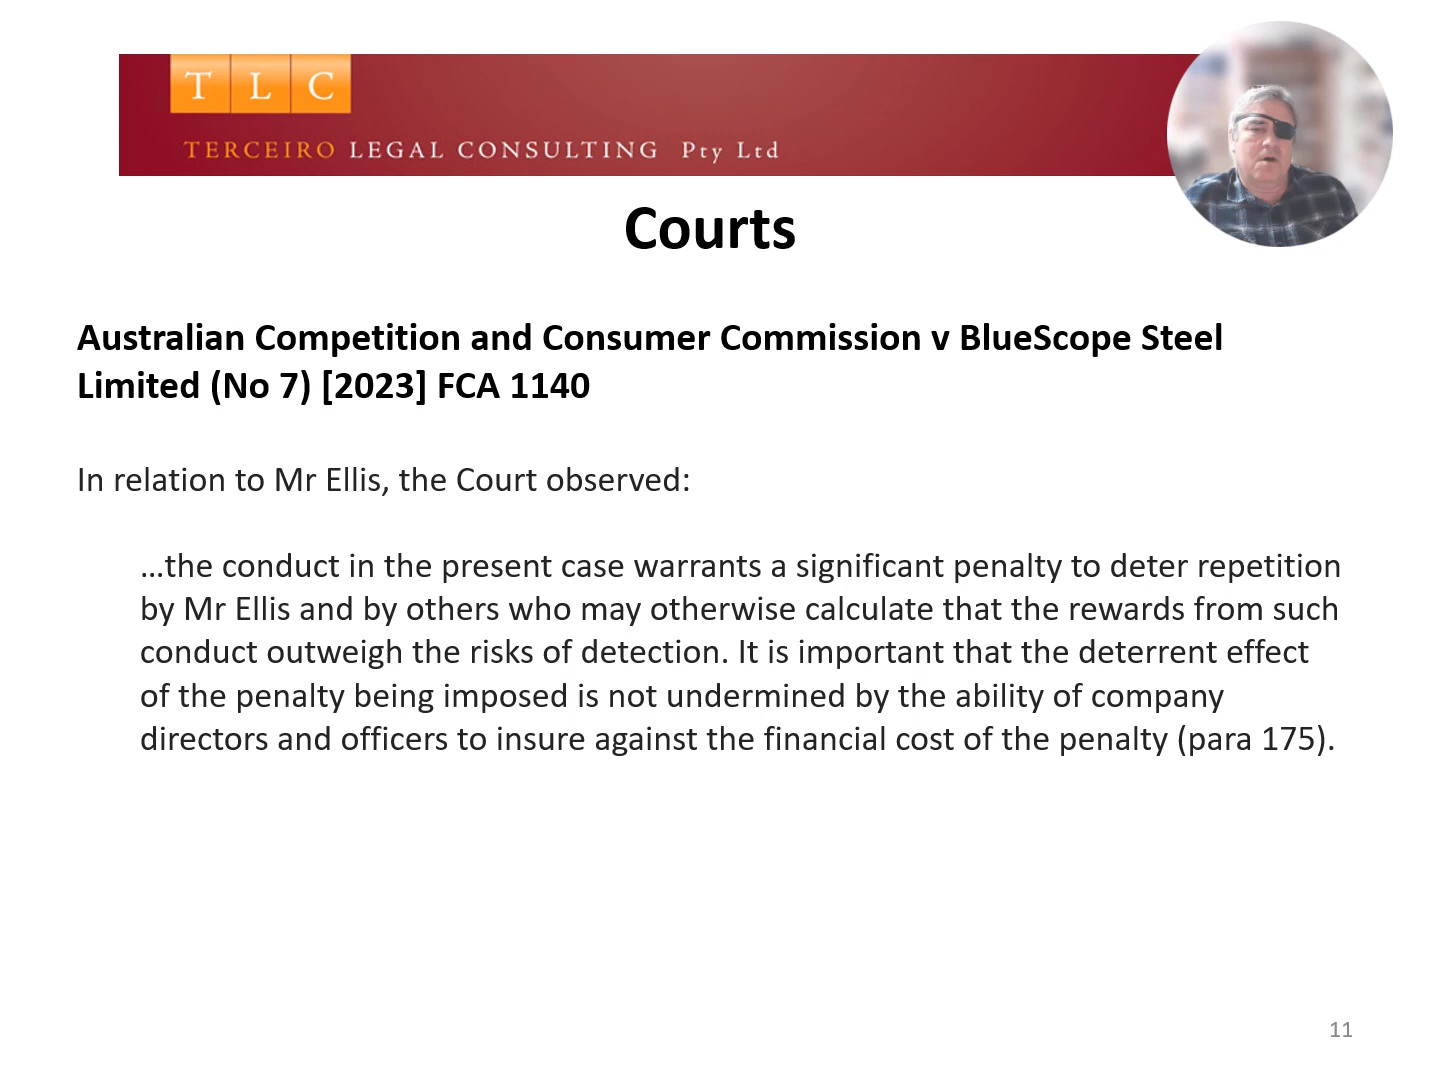 T L C
TERCEIRO LEGAL CONSULTING Pty Ltd
Courts
Australian Competition and Consumer Commission v BlueScope Steel
Limited (No 7) [2023] FCA 1140
In relation to Mr Ellis, the Court observed:
…the conduct in the present case warrants a significant penalty to deter repetition
by Mr Ellis and by others who may otherwise calculate that the rewards from such
conduct outweigh the risks of detection. It is important that the deterrent effect
of the penalty being imposed is not undermined by the ability of company
directors and officers to insure against the financial cost of the penalty (para 175).
11